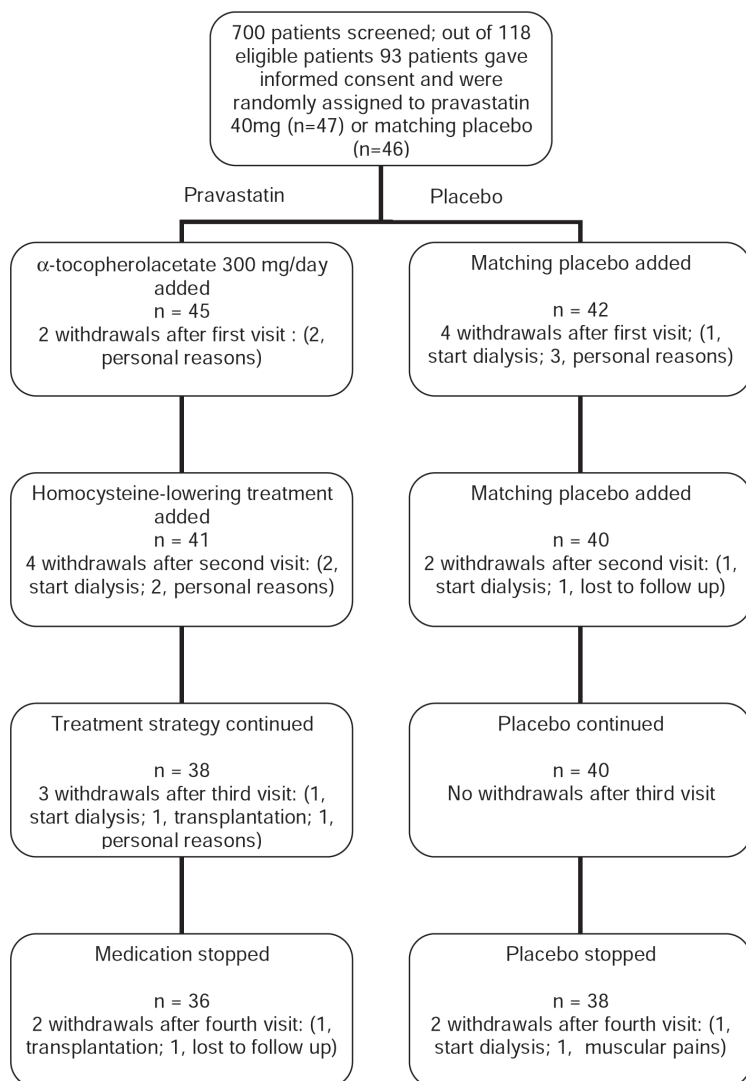 700 patients screened; out of 118
eligible patients 93 patients gave
informed consent and were
randomly assigned to pravastatin
40mg (n=47) or matching placebo
(n=46)
Pravastatin
Placebo
α-tocopherolacetate 300 mg/day
added
n = 45
2 withdrawals after first visit : (2,
personal reasons)
Matching placebo added
n = 42
4 withdrawals after first visit; (1,
start dialysis; 3, personal reasons)
Homocysteine-lowering treatment
added
n = 41
4 withdrawals after second visit: (2,
start dialysis; 2, personal reasons)
Matching placebo added
n = 40
2 withdrawals after second visit: (1,
start dialysis; 1, lost to follow up)
Treatment strategy continued
n = 38
3 withdrawals after third visit: (1,
start dialysis; 1, transplantation; 1,
personal reasons)
Placebo continued
n = 40
No withdrawals after third visit
Medication stopped
n = 36
2 withdrawals after fourth visit: (1,
transplantation; 1, lost to follow up)
Placebo stopped
n = 38
2 withdrawals after fourth visit: (1,
start dialysis; 1, muscular pains)